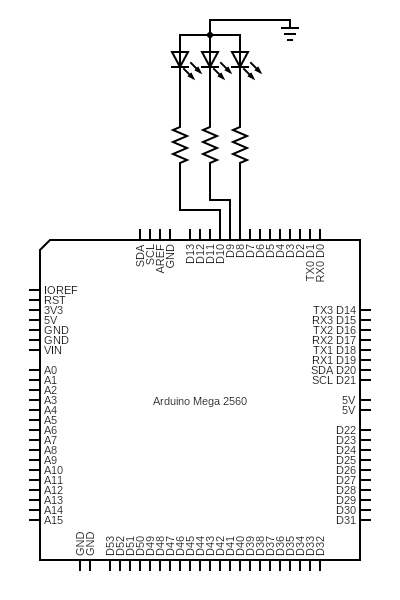 SDA
SCL
AREF
GND
D13
D12
D11
D10
D9
D8
D7
D6
D5
D4
D3
D2
TX0 D1
RX0 D0
IOREF
RST
3V3
5V
GND
GND
VIN
A0
A1
A2
A3
A4
A5
A6
A7
A8
A9
A10
A11
A12
A13
A14
A15
Arduino Mega 2560
TX3 D14
RX3 D15
TX2 D16
RX2 D17
TX1 D18
RX1 D19
SDA D20
SCL D21
5V
5V
D22
D23
D24
D25
D26
D27
D28
D29
D30
D31
GND
GND
D53
D52
D51
D50
D49
D48
D47
D46
D45
D44
D43
D42
D41
D40
D39
D38
D37
D36
D35
D34
D33
D32